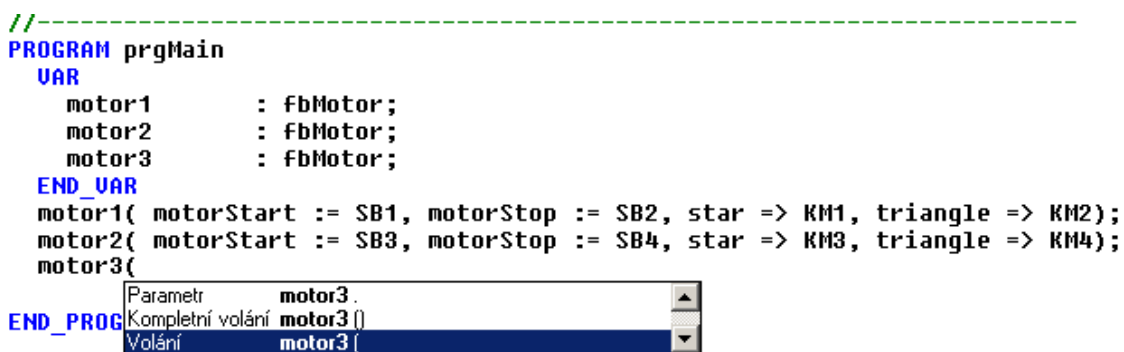 //------------------------------------------------------------------------
PROGRAM prgMain
VAR
motor1 : fbMotor;
motor2 : fbMotor;
motor3 : fbMotor;
END_VAR
motor1( motorStart := SB1, motorStop := SB2, star => KM1, triangle => KM2);
motor2( motorStart := SB3, motorStop := SB4, star => KM3, triangle => KM4);
motor3(
Parametr motor3 .
END_PROG Kompletní volání motor3 ()
Volání motor3 (